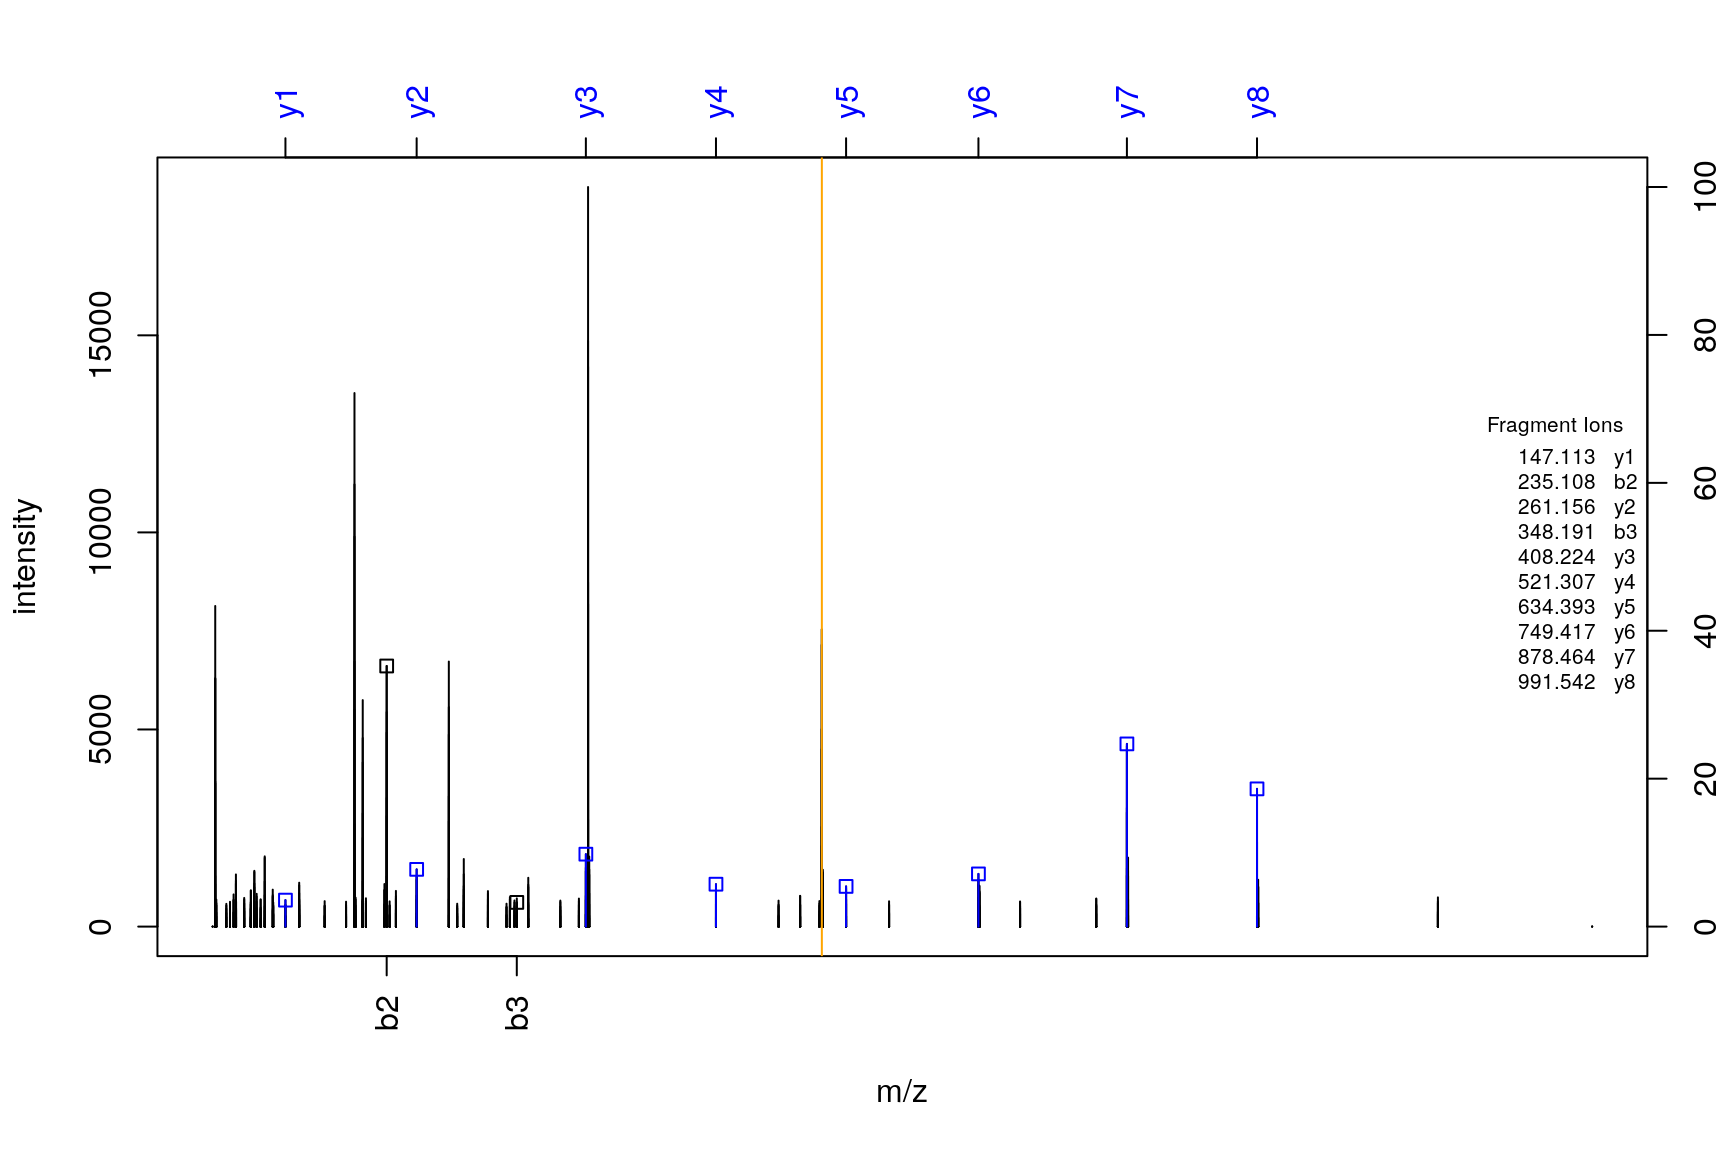 y1 y2 y3 y4 y5 y6 y7 y8
100
80
60
40
20
0
15000
10000
5000
0
intensity
Fragment Ions
147.113 y1
235.108 b2
261.156 y2
348.191 b3
408.224 y3
521.307 y4
634.393 y5
749.417 y6
878.464 y7
991.542 y8
b2 b3
m/z